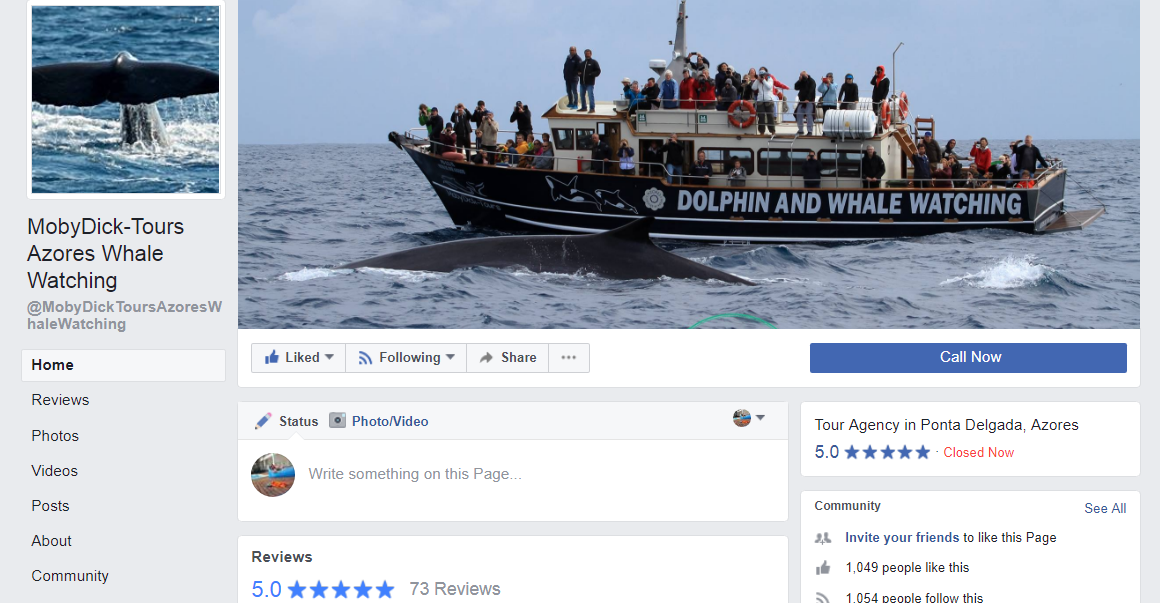 MobyDick-Tours
Azores Whale
Watching
@MobyDickToursAzoresW
haleWatching
Home
Reviews
Photos
Videos
Posts
About
Community
DOLPHIN AND WHALE WATCHING
Liked
Following
Share
Call Now
Status
Photo/Video
Write something on this Page...
Reviews
5.0
73 Reviews
Tour Agency in Ponta Delgada, Azores
5.0 · Closed Now
Community
See All
Invite your friends to like this Page
1,049 people like this
1,054 people follow this